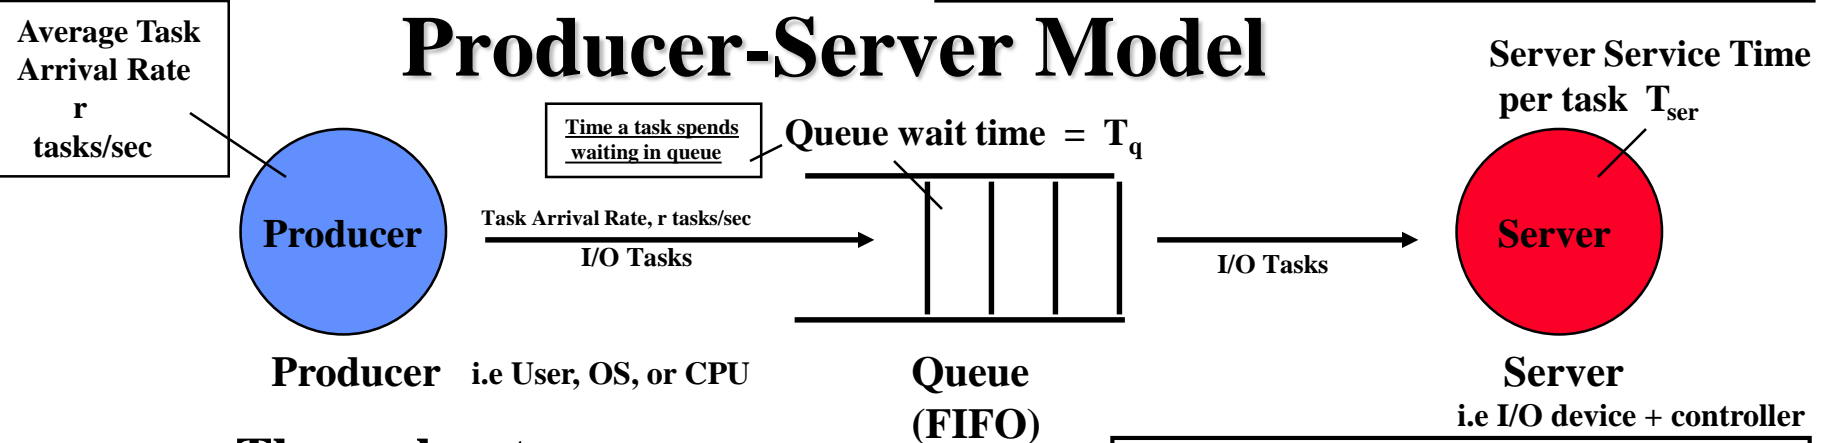 Average Task
Arrival Rate
r
tasks/sec
Producer-Server Model
Server Service Time
per task Tser
Time a task spends
waiting in queue
Queue wait time = Tq
Producer
Task Arrival Rate, r tasks/sec
I/O Tasks
I/O Tasks
Server
Producer i.e User, OS, or CPU
Queue
(FIFO)
Server
i.e I/O device + controller